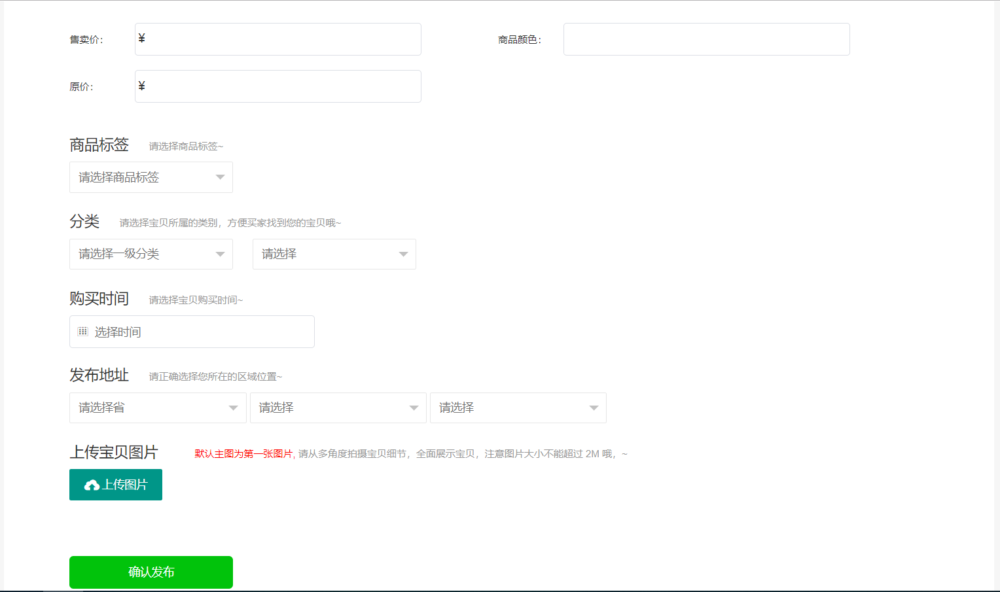 售卖价：
¥
商品颜色：
原价：
¥
商品标签 请选择商品标签~
请选择商品标签
分类 请选择宝贝所属的类别，方便买家找到您的宝贝哦~
请选择一级分类 请选择
购买时间 请选择宝贝购买时间~
选择时间
发布地址 请正确选择您所在的区域位置~
请选择省 请选择 请选择
上传宝贝图片 默认主图为第一张图片, 请从多角度拍摄宝贝细节，全面展示宝贝，注意图片大小不能超过 2M 哦，~
上传图片
确认发布